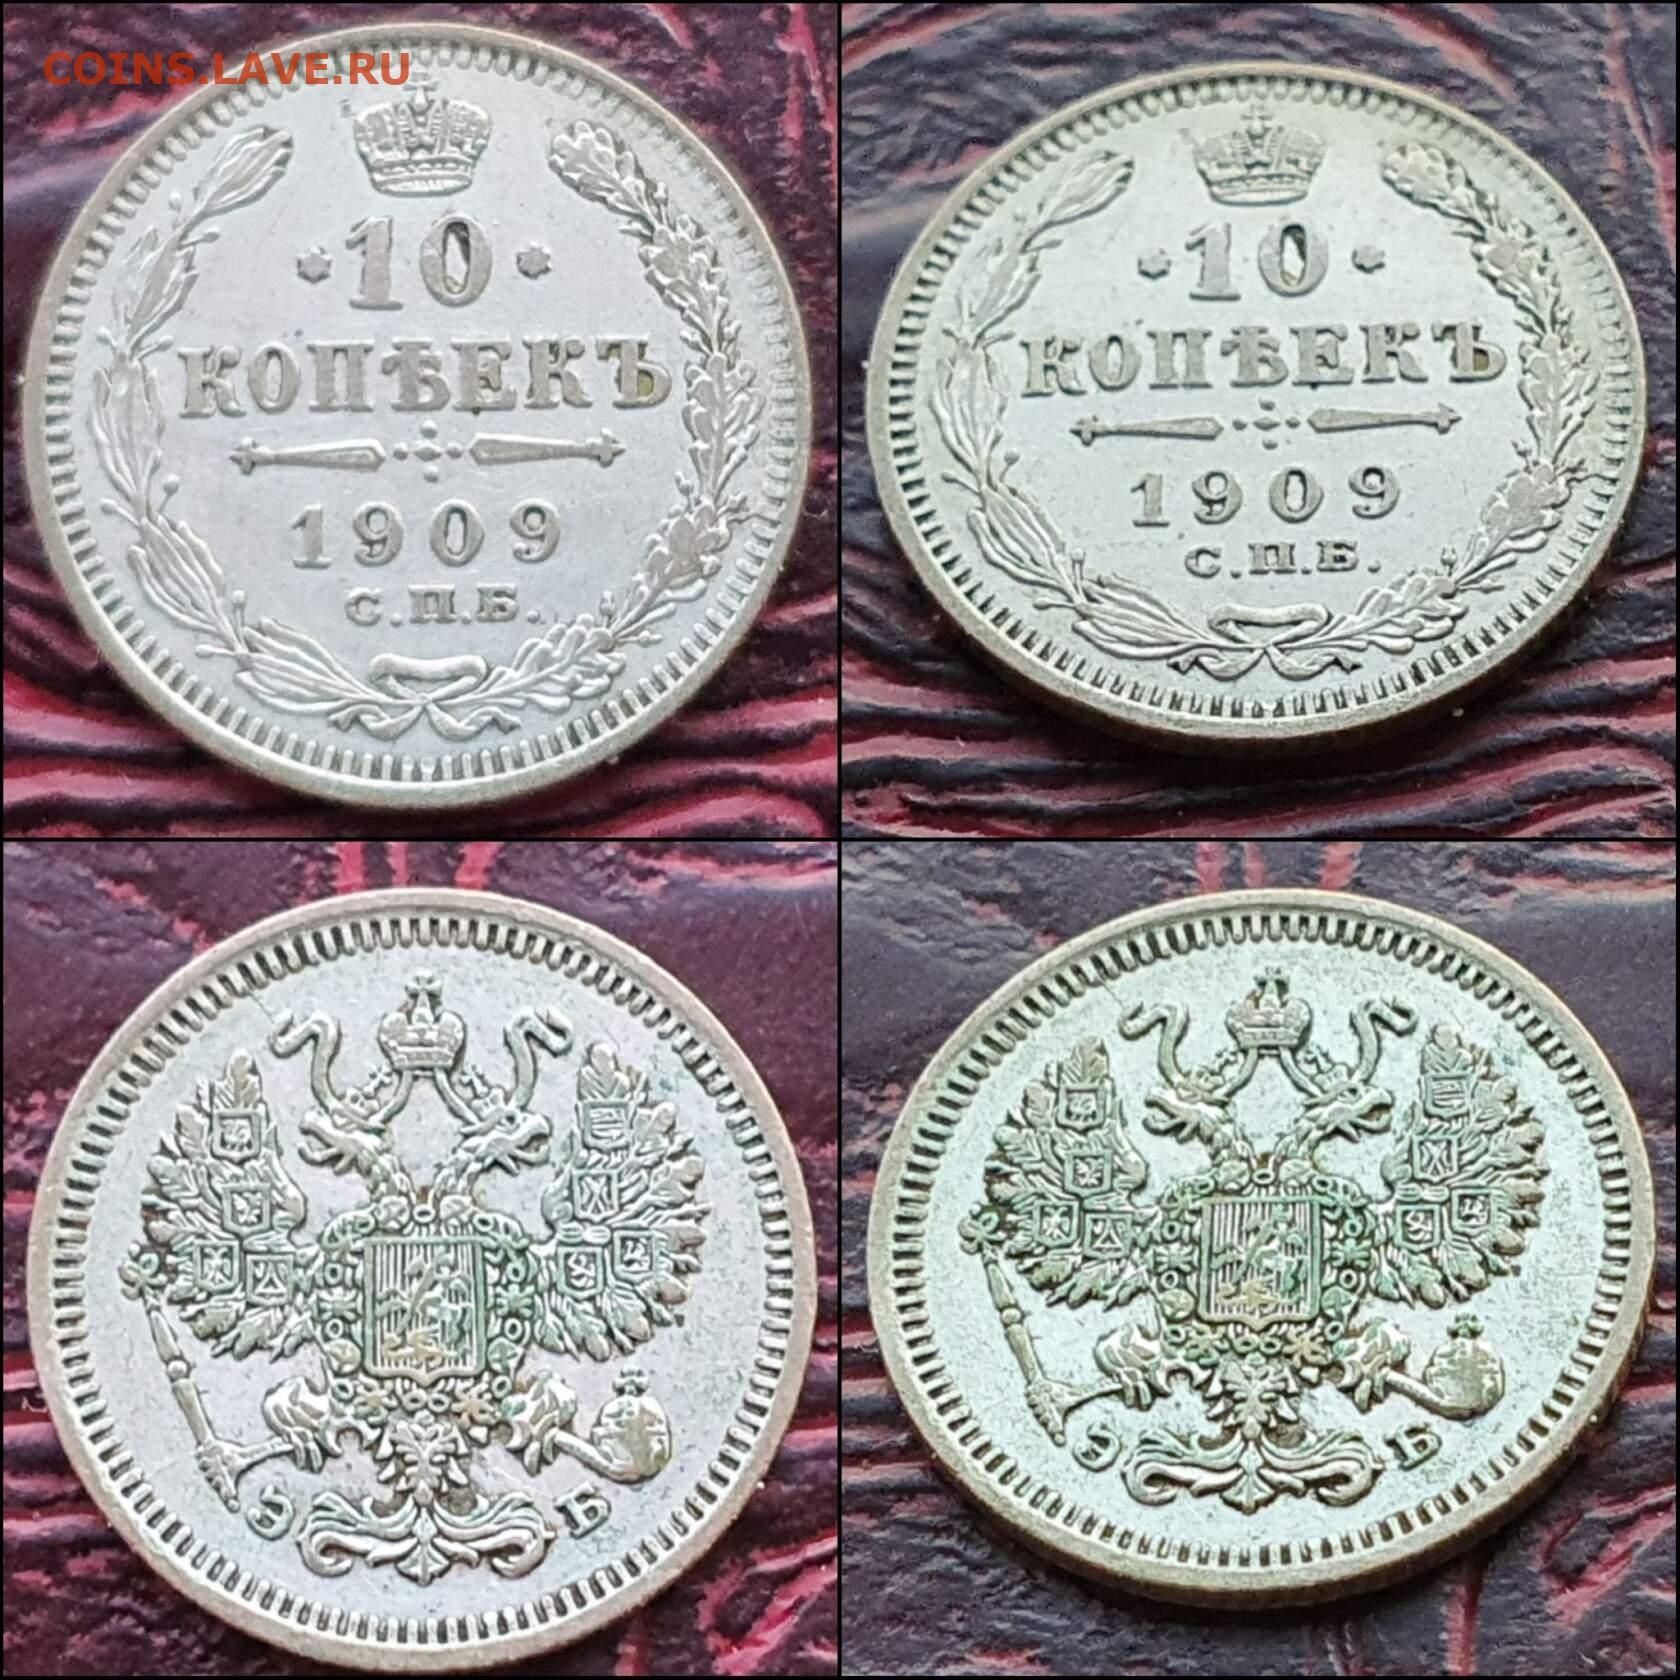 COINS.LAVE.RU
10
КОПѢЕКЪ
1909
С.П.Б.
10
КОПѢЕКЪ
1909
С.П.Б.
Э Б
Э Б